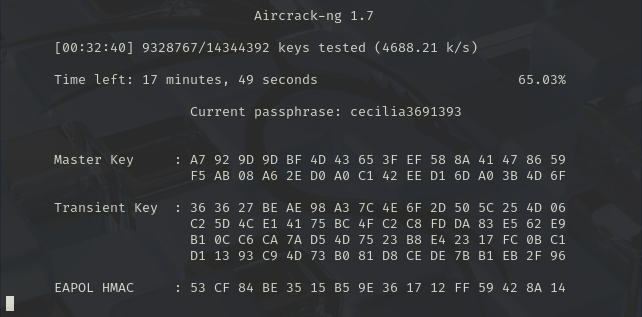 Aircrack-ng 1.7
[00:32:40] 9328767/14344392 keys tested (4688.21 k/s)
Time left: 17 minutes, 49 seconds 65.03%
Current passphrase: cecilia3691393
Master Key : A7 92 9D 9D BF 4D 43 65 3F EF 58 8A 41 47 86 59
F5 AB 08 A6 2E D0 A0 C1 42 EE D1 6D A0 3B 4D 6F
Transient Key : 36 36 27 BE AE 98 A3 7C 4E 6F 2D 50 5C 25 4D 06
C2 5D 4C E1 41 75 BC 4F C2 C8 FD DA 83 E5 62 E9
B1 0C C6 CA 7A D5 4D 75 23 B8 E4 23 17 FC 0B C1
D1 13 93 C9 4D 73 B0 81 D8 CE DE 7B B1 EB 2F 96
EAPOL HMAC : 53 CF 84 BE 35 15 B5 9E 36 17 12 FF 59 42 8A 14